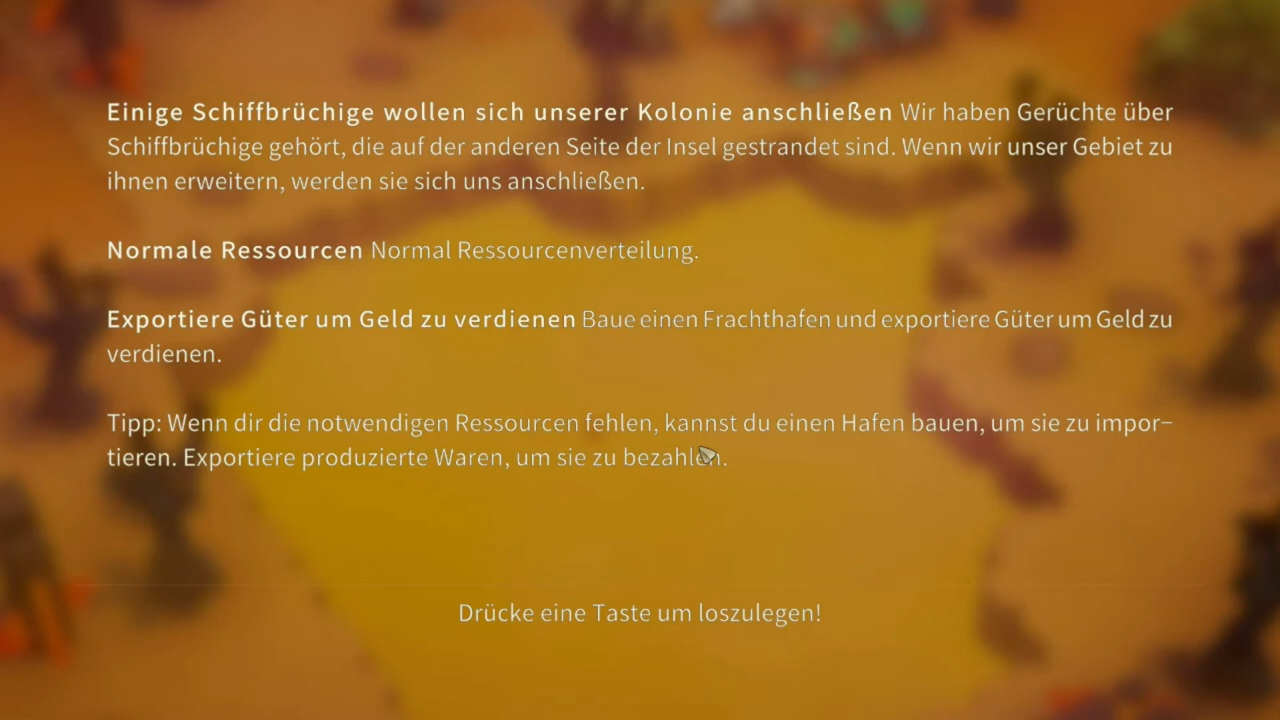 Einige Schiffbrüchige wollen sich unserer Kolonie anschließen Wir haben Gerüchte über
Schiffbrüchige gehört, die auf der anderen Seite der Insel gestrandet sind. Wenn wir unser Gebiet zu
ihnen erweitern, werden sie sich uns anschließen.
Normale Ressourcen Normal Ressourcenverteilung.
Exportiere Güter um Geld zu verdienen Baue einen Frachthafen und exportiere Güter um Geld zu
verdienen.
Tipp: Wenn dir die notwendigen Ressourcen fehlen, kannst du einen Hafen bauen, um sie zu impor-
tieren. Exportiere produzierte Waren, um sie zu bezahlen.
Drücke eine Taste um loszulegen!